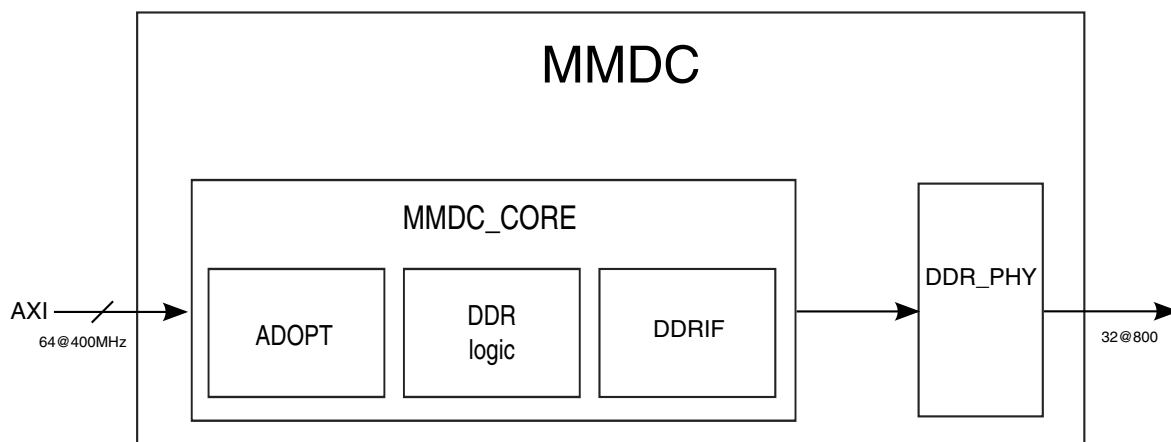 MMDC
MMDC_CORE
AXI
64@400MHz
ADOPT
DDR
logic
DDRIF
DDR_PHY
32@800